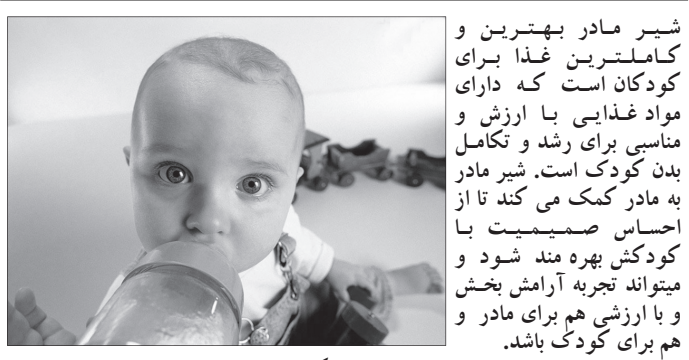 شیر مادر بهترین و
کاملترین غذا برای
کودکان است که دارای
مواد غذایی با ارزش و
مناسبی برای رشد و تکامل
بدن کودک است. شیر مادر
به مادر کمک می کند تا از
احساس صمیمیت با
کودکش بهره مند شود و
میتواند تجربه آرامش بخش
و با ارزشی هم برای مادر و
هم برای کودک باشد.